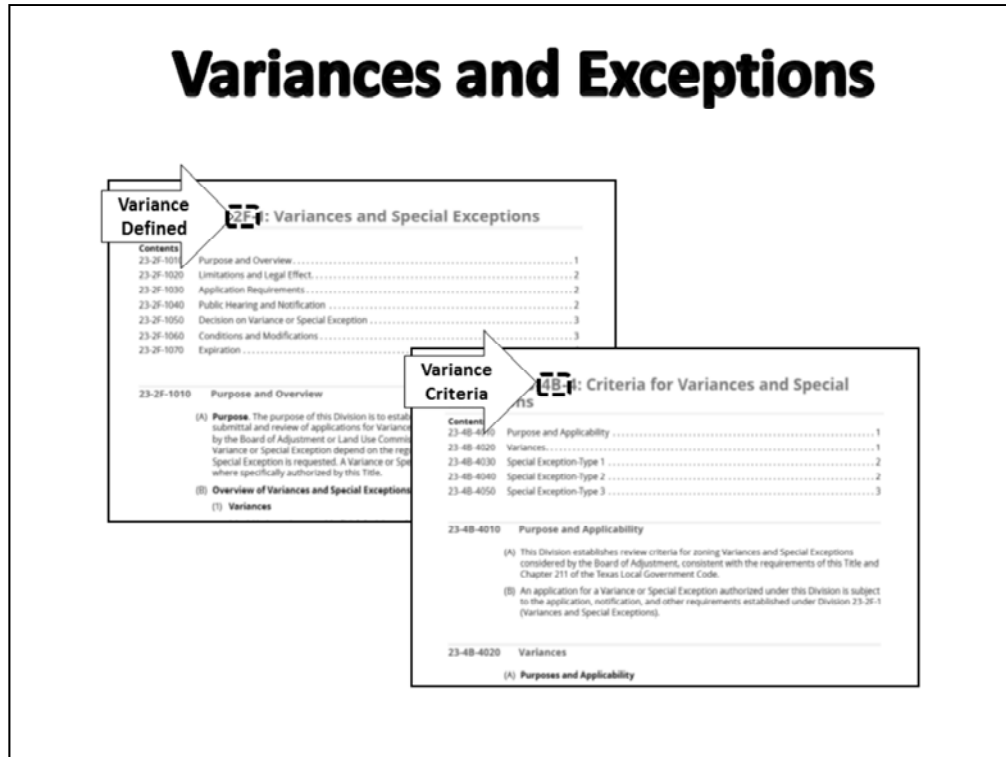 Variances and Exceptions
Variance
Defined
2F-1: Variances and Special Exceptions
Contents
23-2F-1010 Purpose and Overview 1
23-2F-1020 Limitations and Legal Effect 2
23-2F-1030 Application Requirements 2
23-2F-1040 Public Hearing and Notification 2
23-2F-1050 Decision on Variance or Special Exception 3
23-2F-1060 Conditions and Modifications 3
23-2F-1070 Expiration
23-2F-1010 Purpose and Overview
(A) Purpose. The purpose of this Division is to estab
submittal and review of applications for Variance
by the Board of Adjustment or Land Use Commis
Variance or Special Exception depend on the reg
Special Exception is requested. A Variance or Spe
where specifically authorized by this Title.
(B) Overview of Variances and Special Exceptions
(1) Variances
Variance
Criteria
4B-4: Criteria for Variances and Special
ns
Content
23-4B-4010 Purpose and Applicability 1
23-4B-4020 Variances 1
23-4B-4030 Special Exception-Type 1 2
23-4B-4040 Special Exception-Type 2 2
23-4B-4050 Special Exception-Type 3 3
23-4B-4010 Purpose and Applicability
(A) This Division establishes review criteria for zoning Variances and Special Exceptions
considered by the Board of Adjustment, consistent with the requirements of this Title and
Chapter 211 of the Texas Local Government Code.
(B) An application for a Variance or Special Exception authorized under this Division is subject
to the application, notification, and other requirements established under Division 23-2F-1
(Variances and Special Exceptions).
23-4B-4020 Variances
(A) Purposes and Applicability